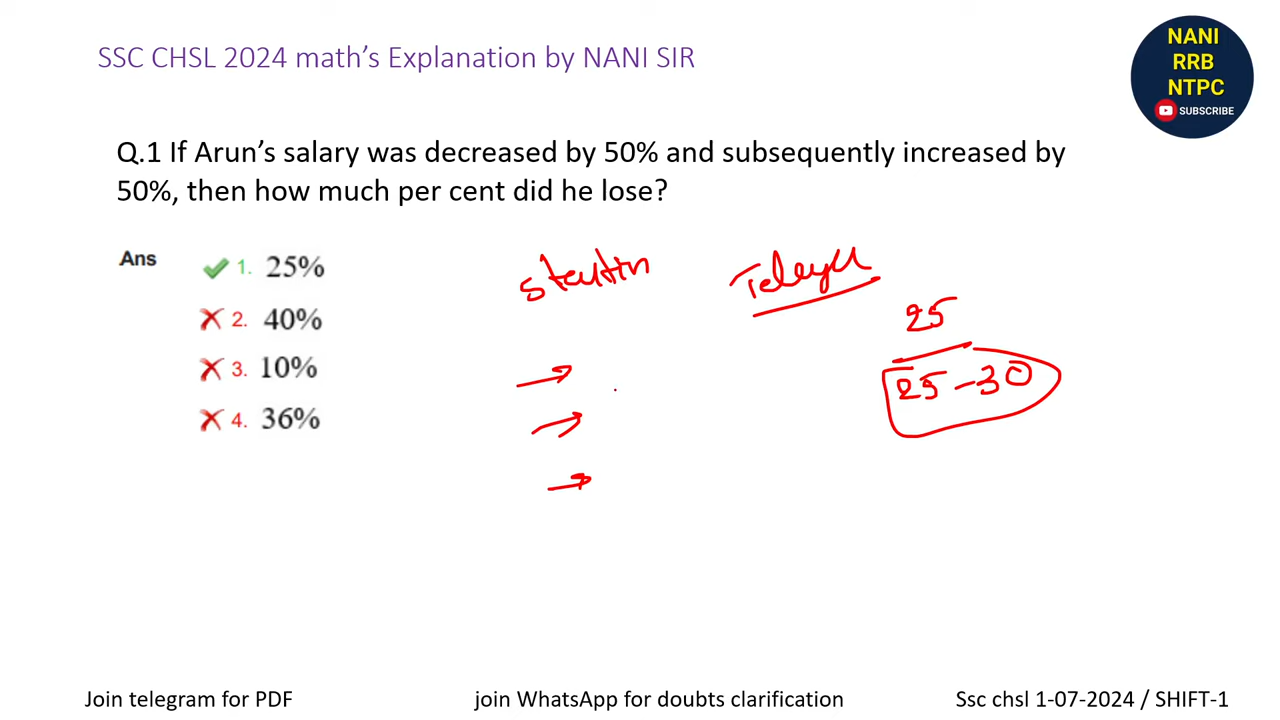 SSC CHSL 2024 math’s Explanation by NANI SIR
NANI
RRB
NTPC
SUBSCRIBE
Q.1 If Arun’s salary was decreased by 50% and subsequently increased by
50%, then how much per cent did he lose?
Ans
1. 25%
2. 40%
3. 10%
4. 36%
25
25-30
Join telegram for PDF
join WhatsApp for doubts clarification
Ssc chsl 1-07-2024 / SHIFT-1